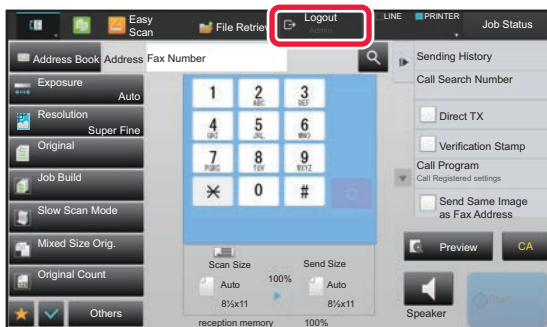 Easy
Scan
File Retrieve
Logout
Admin
LINE
PRINTER
Job Status
Address Book
Address
Fax Number
Sending History
Exposure
Auto
Call Search Number
Resolution
Super Fine
Direct TX
Original
Verification Stamp
Job Build
Call Program
Call Registered settings
Slow Scan Mode
Send Same Image
as Fax Address
Mixed Size Orig.
Original Count
Others
1
2 ABC
3 DEF
4 GHI
5 JKL
6 MNO
7 PQRS
8 TUV
9 WXYZ
0
#
C
Scan Size
Send Size
Auto
100%
Auto
8½x11
8½x11
reception memory
100%
Preview
CA
Speaker
Start